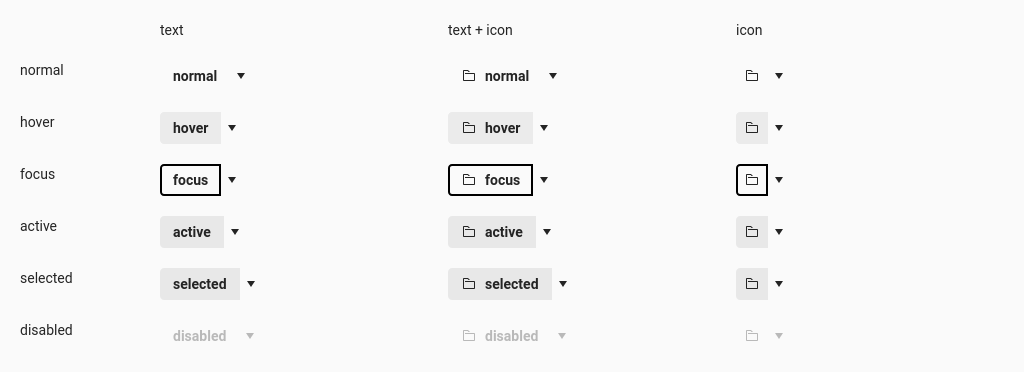 text text + icon icon
normal normal normal
hover hover hover
focus focus focus
active active active
selected selected selected
disabled disabled disabled